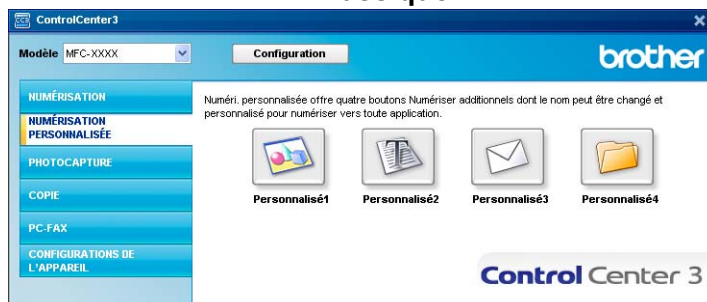 ControlCenter3
Modèle MFC-XXXX Configuration
brother
NUMÉRISATION
NUMÉRISATION
PERSONNALISÉE
PHOTOCAPTURE
COPIE
PC-FAX
CONFIGURATIONS DE
L'APPAREIL
Numéri. personnalisée offre quatre boutons Numériser additionnels dont le nom peut être changé et
personnalisé pour numériser vers toute application.
Personnalisé1 Personnalisé2 Personnalisé3 Personnalisé4
Control Center 3